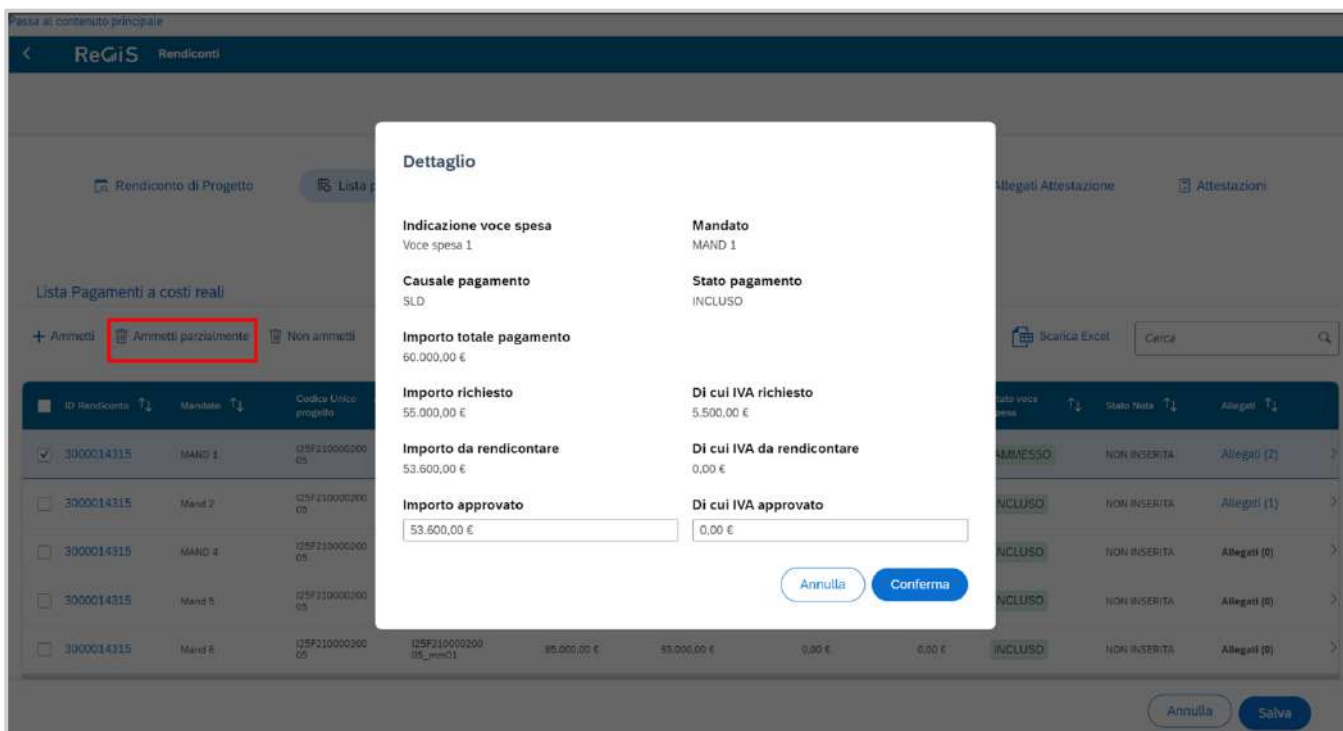 Passa al contenuto principale
ReGiS Rendiconti
Rendiconto di Progetto Lista p Allegati Attestazione Attestazioni
Lista Pagamenti a costi reali
+ Ammetti Ammetti parzialmente Non ammetti Scarica Excel Cerca
ID Rendiconto Mandato Codice Unico progetto Stato Nota Allegati
3000014315 MAND 1 I25F21000020005 AMMESSO NON INSERITA Allegati (2)
3000014315 Mand 2 I25F21000020005 INCLUSO NON INSERITA Allegati (1)
3000014315 MAND 4 I25F21000020005 INCLUSO NON INSERITA Allegati (0)
3000014315 Mand 5 I25F21000020005 INCLUSO NON INSERITA Allegati (0)
3000014315 Mand 6 I25F21000020005 I25F21000020005_mm01 0,00 € 0,00 € INCLUSO NON INSERITA Allegati (0)
Dettaglio
Indicazione voce spesa Mandato
Voce spesa 1 MAND 1
Causale pagamento Stato pagamento
SLD INCLUSO
Importo totale pagamento
60.000,00 €
Importo richiesto Di cui IVA richiesto
55.000,00 € 5.500,00 €
Importo da rendicontare Di cui IVA da rendicontare
53.600,00 € 0,00 €
Importo approvato Di cui IVA approvato
53.600,00 € 0,00 €
Annulla Conferma
Annulla Salva